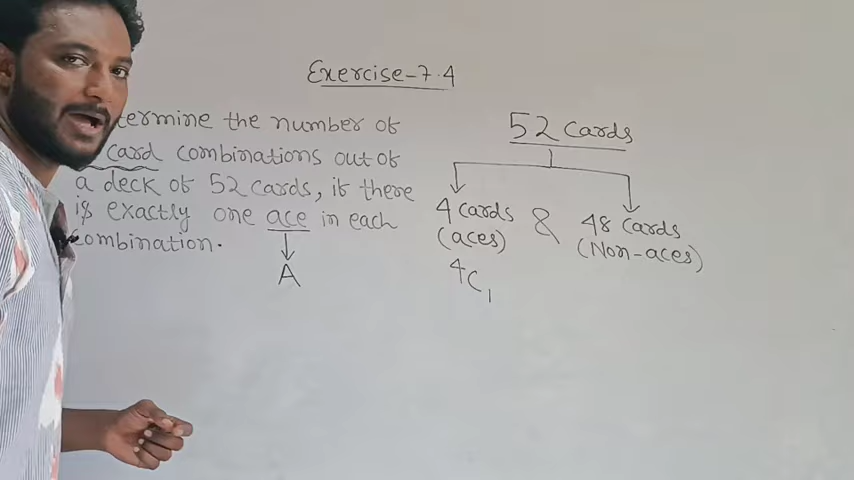 Exercise-7.4
termine the number of
card combinations out of
a deck of 52 cards, if there
is exactly one ace in each
combination.
A
52 cards
4 cards & 48 cards
(aces) (Non-aces)
⁴C₁